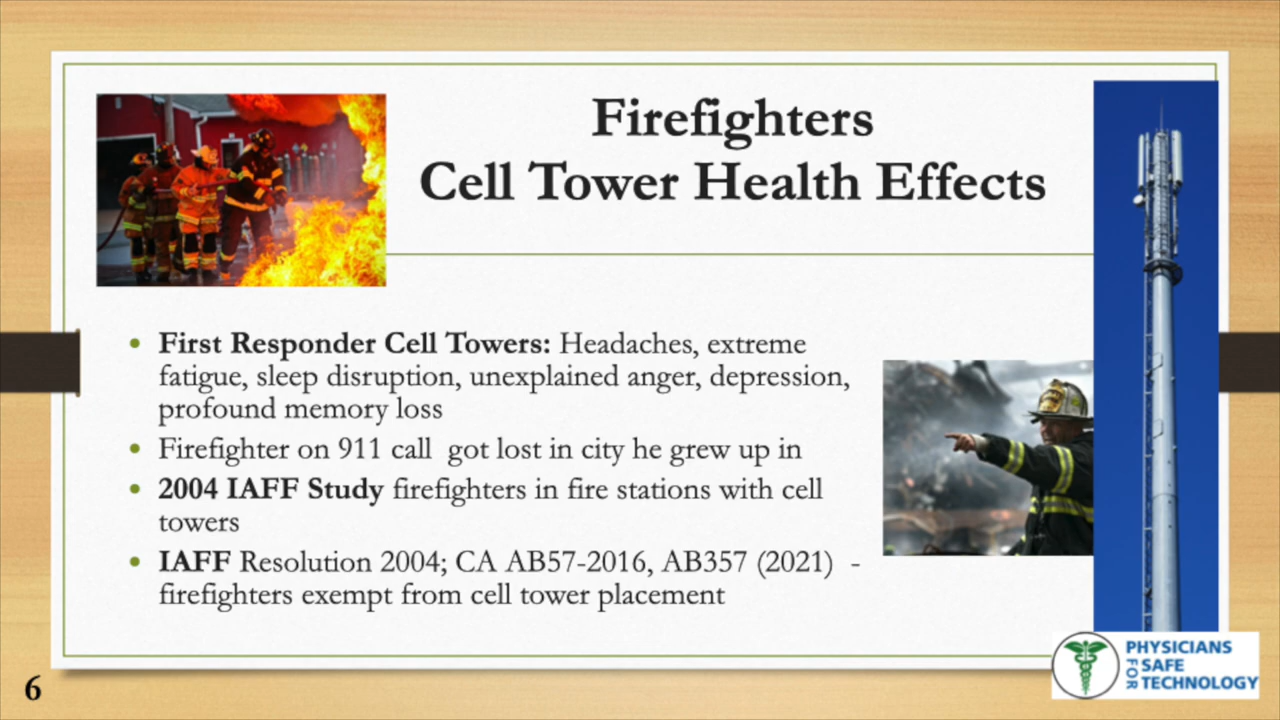 Firefighters
Cell Tower Health Effects
• First Responder Cell Towers: Headaches, extreme
fatigue, sleep disruption, unexplained anger, depression,
profound memory loss
• Firefighter on 911 call  got lost in city he grew up in
• 2004 IAFF Study firefighters in fire stations with cell
towers
• IAFF Resolution 2004; CA AB57-2016, AB357 (2021)  -
firefighters exempt from cell tower placement
PHYSICIANS
FOR
SAFE
TECHNOLOGY
6